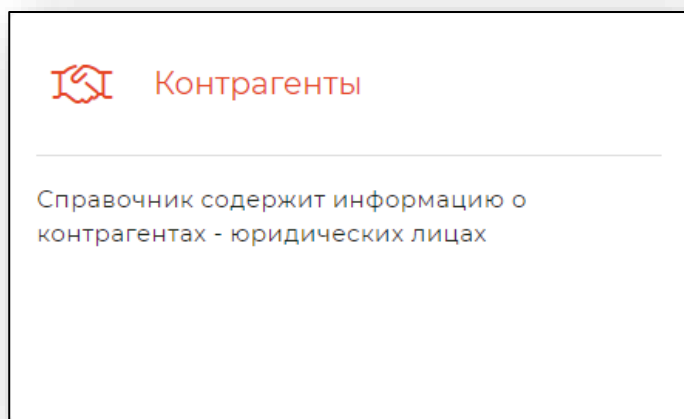 Контрагенты
Справочник содержит информацию о
контрагентах - юридических лицах